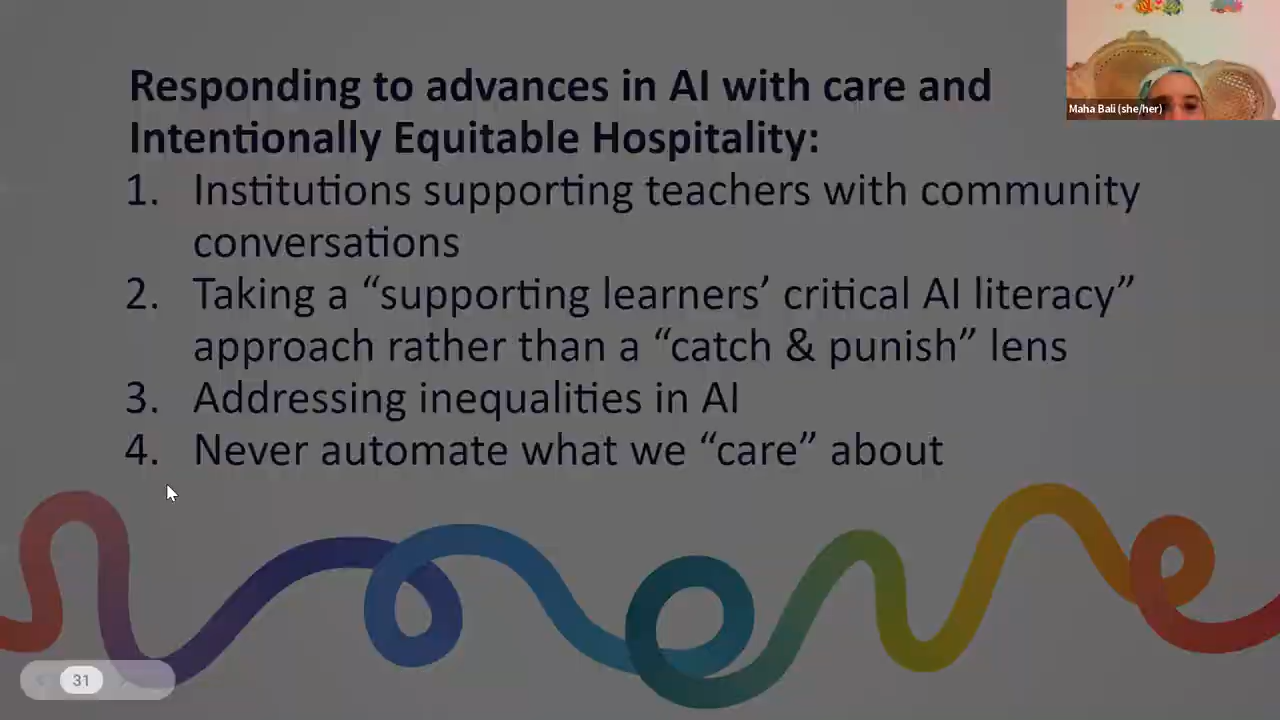 Responding to advances in AI with care and
Intentionally Equitable Hospitality:
1. Institutions supporting teachers with community
conversations
2. Taking a “supporting learners’ critical AI literacy”
approach rather than a “catch & punish” lens
3. Addressing inequalities in AI
4. Never automate what we “care” about
Maha Bali (she/her)
31